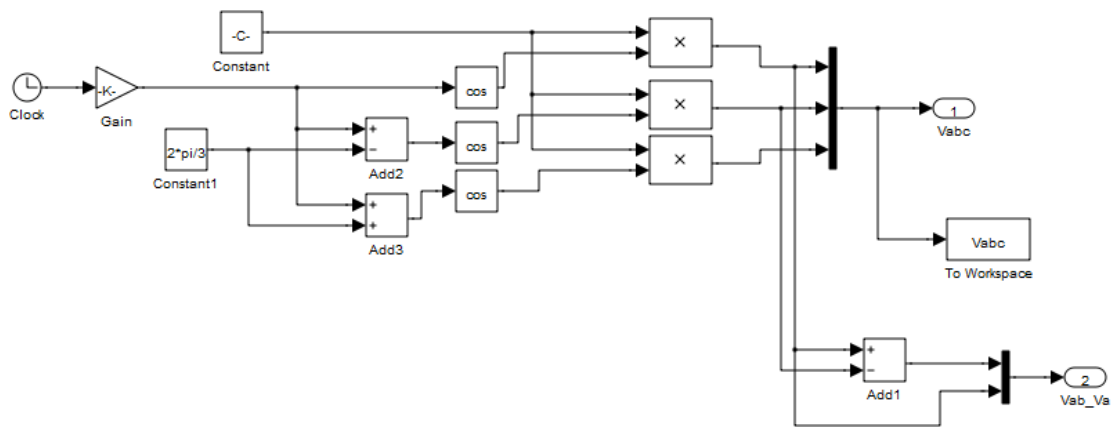 -C-
Constant
×
Clock
-K-
Gain
cos
×
1
Vabc
2*pi/3
Constant1
+
−
Add2
cos
×
+
+
Add3
cos
Vabc
To Workspace
+
−
Add1
2
Vab_Va